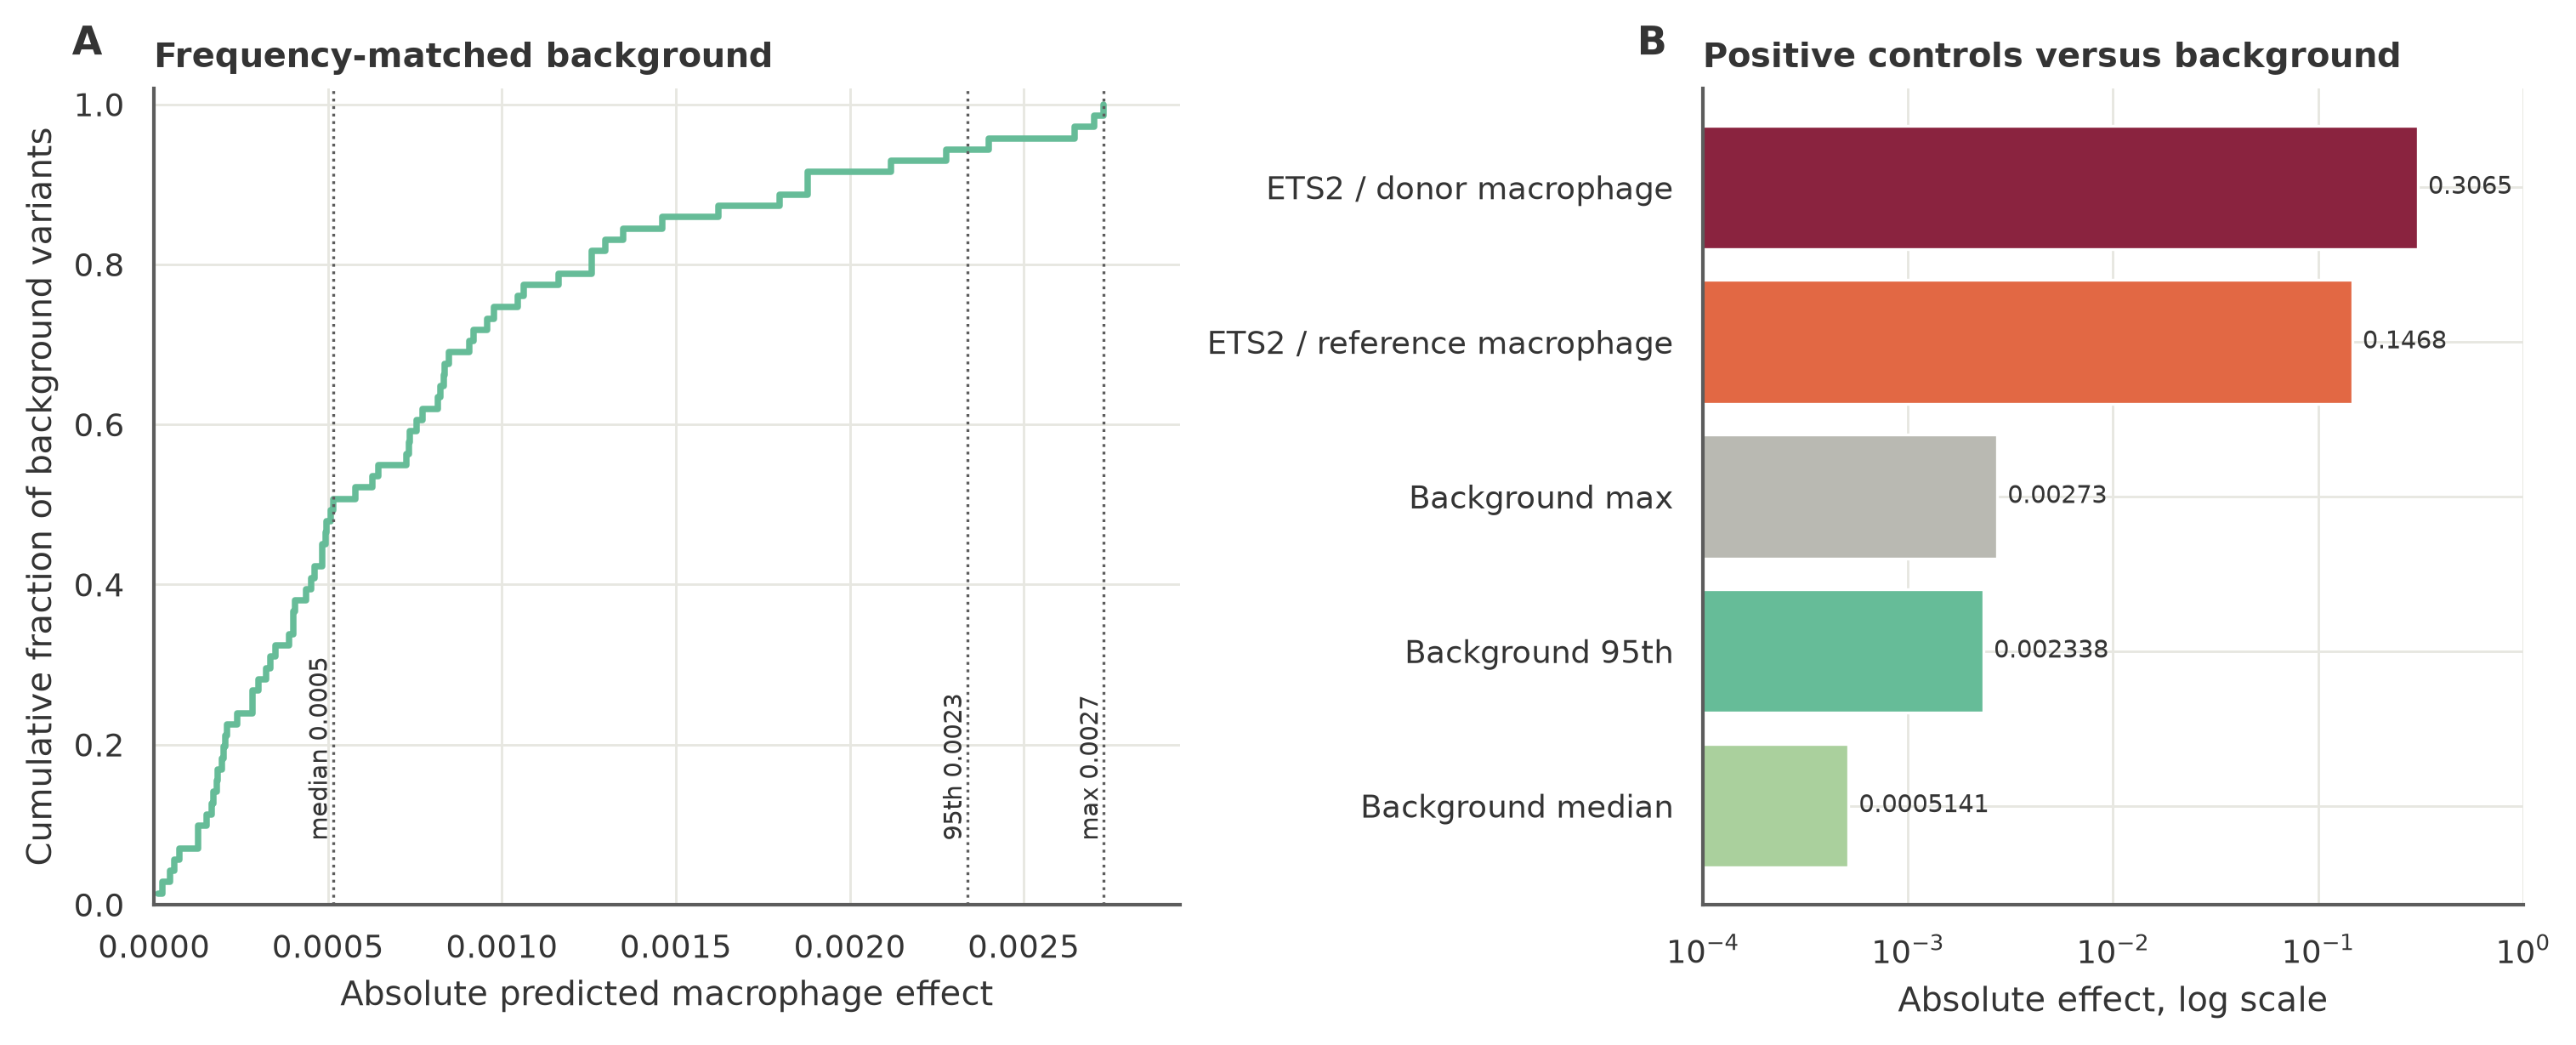 A
Frequency-matched background
Cumulative fraction of background variants
1.0
0.8
0.6
0.4
0.2
0.0
median 0.0005
95th 0.0023
max 0.0027
0.0000
0.0005
0.0010
0.0015
0.0020
0.0025
Absolute predicted macrophage effect
B
Positive controls versus background
ETS2 / donor macrophage
0.3065
ETS2 / reference macrophage
0.1468
Background max
0.00273
Background 95th
0.002338
Background median
0.0005141
10⁻⁴
10⁻³
10⁻²
10⁻¹
10⁰
Absolute effect, log scale